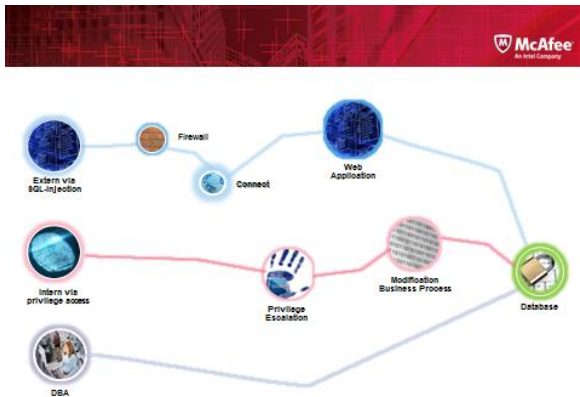 McAfee
An Intel Company
Firewall
Extern via
SQL-Injection
Connect
Web
Application
Intern via
privilege access
Privilege
Escalation
Modification
Business Process
Database
DBA